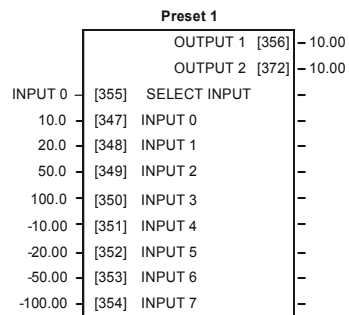 Preset 1
OUTPUT 1 [356] – 10.00
OUTPUT 2 [372] – 10.00
INPUT 0 – [355] SELECT INPUT –
10.0 – [347] INPUT 0 –
20.0 – [348] INPUT 1 –
50.0 – [349] INPUT 2 –
100.0 – [350] INPUT 3 –
-10.00 – [351] INPUT 4 –
-20.00 – [352] INPUT 5 –
-50.00 – [353] INPUT 6 –
-100.00 – [354] INPUT 7 –